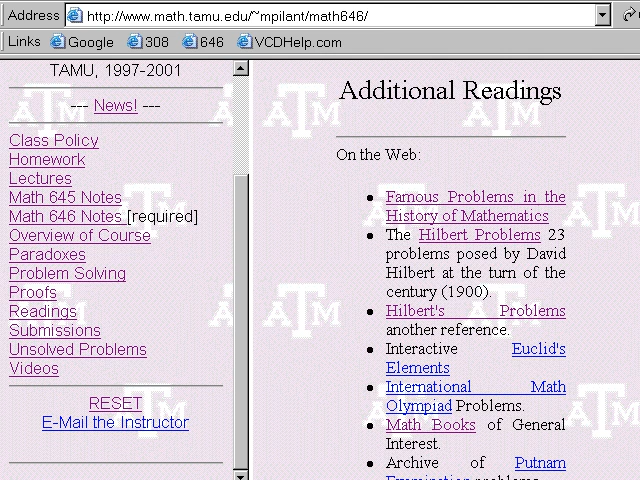 Address http://www.math.tamu.edu/~mpilant/math646/
Links Google 308 646 VCDHelp.com
TAMU, 1997-2001
--- News! ---
Class Policy
Homework
Lectures
Math 645 Notes
Math 646 Notes [required]
Overview of Course
Paradoxes
Problem Solving
Proofs
Readings
Submissions
Unsolved Problems
Videos
RESET
E-Mail the Instructor
Additional Readings
On the Web:
Famous Problems in the
History of Mathematics
The Hilbert Problems 23
problems posed by David
Hilbert at the turn of the
century (1900).
Hilbert's Problems
another reference.
Interactive Euclid's
Elements
International Math
Olympiad Problems.
Math Books of General
Interest.
Archive of Putnam
Examination problems